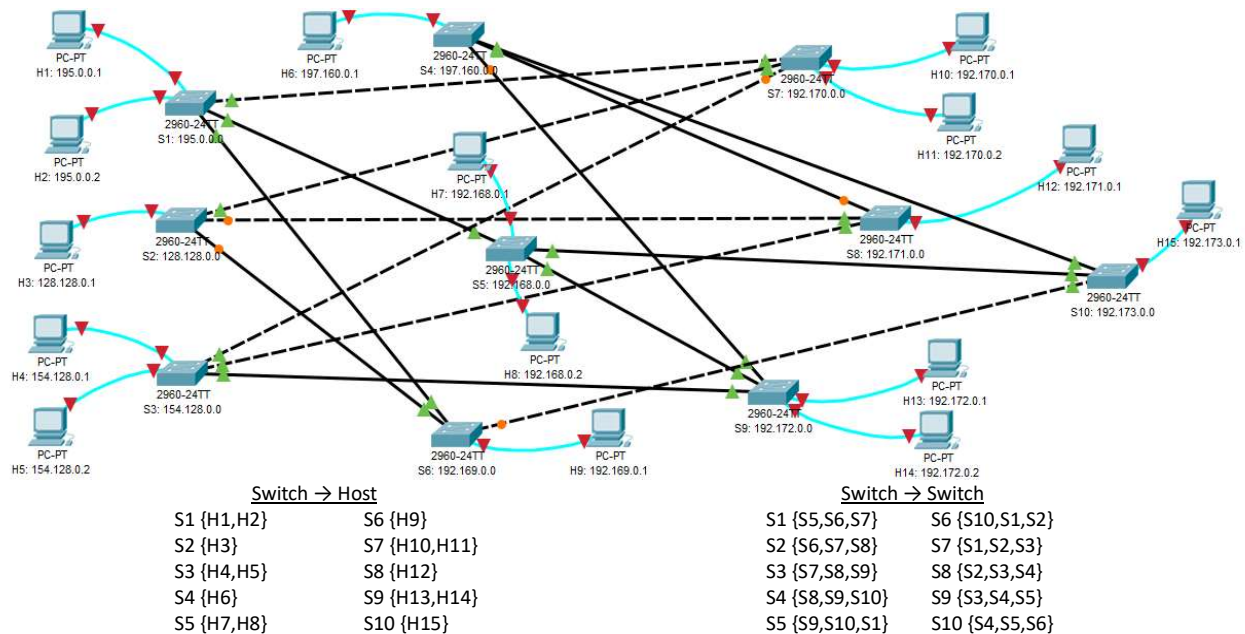 PC-PT
H1: 195.0.0.1
PC-PT
H6: 197.160.0.1
2960-24TT
S4: 197.160.0.0
PC-PT
H10: 192.170.0.1
2960-24TT
S7: 192.170.0.0
2960-24TT
S1: 195.0.0.0
PC-PT
H2: 195.0.0.2
PC-PT
H11: 192.170.0.2
PC-PT
H7: 192.168.0.1
PC-PT
H12: 192.171.0.1
PC-PT
H15: 192.173.0.1
2960-24TT
S2: 128.128.0.0
2960-24TT
S8: 192.171.0.0
PC-PT
H3: 128.128.0.1
2960-24TT
S5: 192.168.0.0
2960-24TT
S10: 192.173.0.0
PC-PT
H4: 154.128.0.1
PC-PT
H8: 192.168.0.2
2960-24TT
S3: 154.128.0.0
PC-PT
H13: 192.172.0.1
2960-24TT
S9: 192.172.0.0
PC-PT
H5: 154.128.0.2
2960-24TT
S6: 192.169.0.0
PC-PT
H9: 192.169.0.1
PC-PT
H14: 192.172.0.2
Switch → Host
S1 {H1,H2} S6 {H9}
S2 {H3} S7 {H10,H11}
S3 {H4,H5} S8 {H12}
S4 {H6} S9 {H13,H14}
S5 {H7,H8} S10 {H15}
Switch → Switch
S1 {S5,S6,S7} S6 {S10,S1,S2}
S2 {S6,S7,S8} S7 {S1,S2,S3}
S3 {S7,S8,S9} S8 {S2,S3,S4}
S4 {S8,S9,S10} S9 {S3,S4,S5}
S5 {S9,S10,S1} S10 {S4,S5,S6}